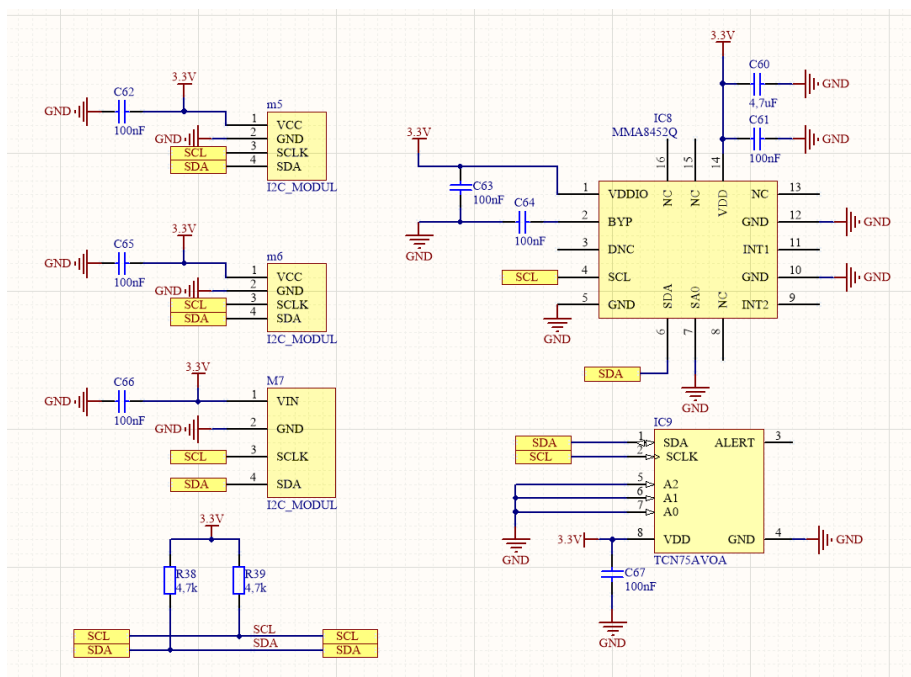 3.3V
C62
GND
100nF
m5
1 VCC
GND 2 GND
SCL 3 SCLK
SDA 4 SDA
I2C_MODUL
3.3V
C65
GND
100nF
m6
1 VCC
GND 2 GND
SCL 3 SCLK
SDA 4 SDA
I2C_MODUL
3.3V
C66
GND
100nF
M7
1 VIN
GND 2 GND
SCL 3 SCLK
SDA 4 SDA
I2C_MODUL
3.3V
R38
4,7k
R39
4,7k
SCL SCL SCL
SDA SDA SDA
3.3V
C60
GND
4,7uF
C61
GND
100nF
IC8
MMA8452Q
3.3V
C63
100nF
C64
100nF
GND
16 15 14
NC NC VDD
1 VDDIO NC 13
2 BYP GND 12 GND
3 DNC INT1 11
SCL 4 SCL GND 10 GND
5 GND INT2 9
GND
SDA SA0 NC
6 7 8
SDA
GND
IC9
SDA 1 SDA ALERT 3
SCL 2 SCLK
5 A2
6 A1
7 A0
GND
3.3V 8 VDD GND 4 GND
TCN75AVOA
C67
100nF
GND